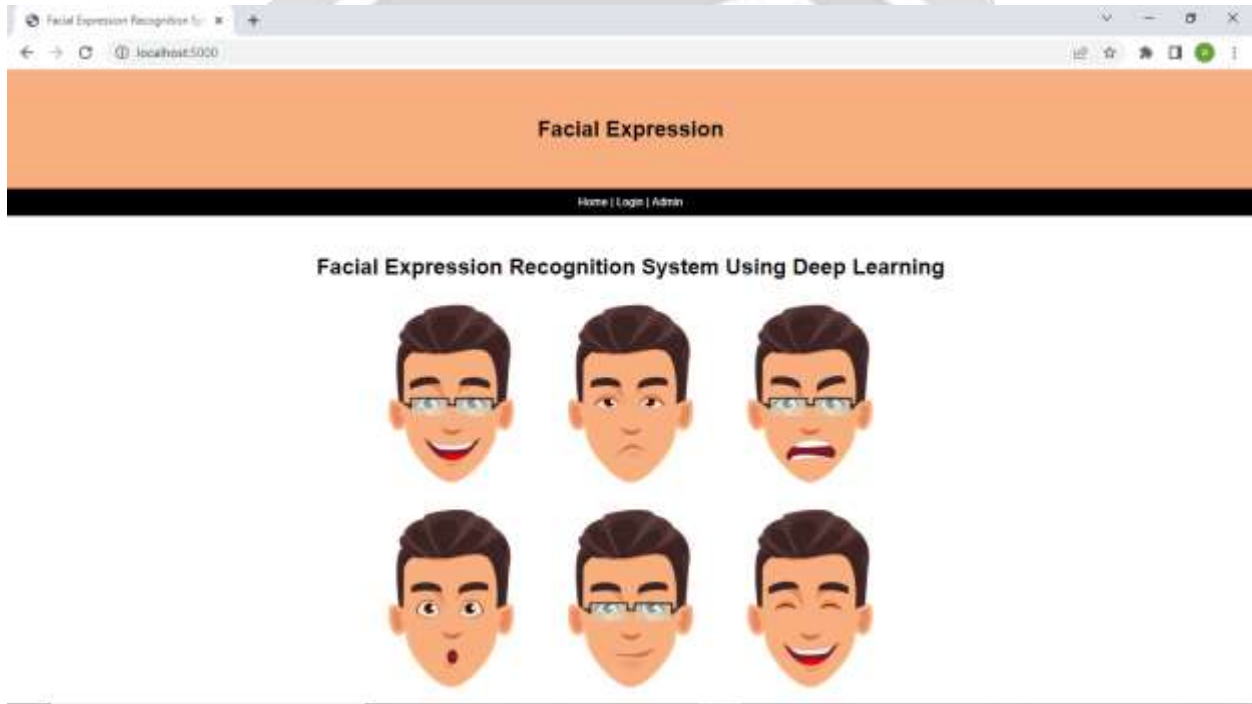 Facial Expression Recognition Sy
localhost:5000
Facial Expression
Home | Login | Admin
Facial Expression Recognition System Using Deep Learning